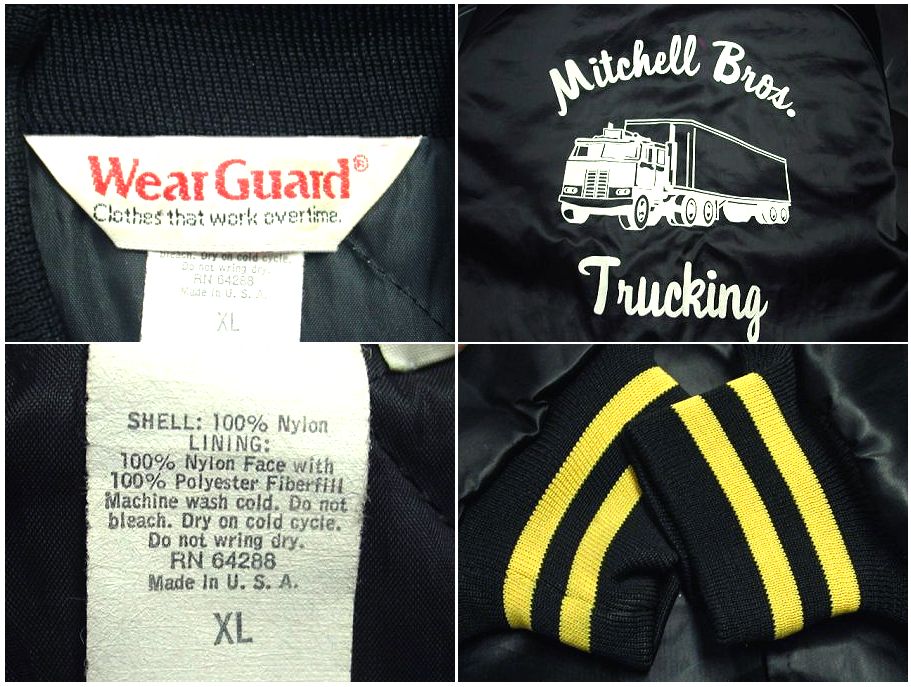 WearGuard®
Clothes that work overtime.
bleach. Dry on cold cycle.
Do not wring dry.
RN 64288
Made In U. S. A.
XL
Mitchell Bros.
Trucking
SHELL: 100% Nylon
LINING:
100% Nylon Face with
100% Polyester Fiberfill
Machine wash cold. Do not
bleach. Dry on cold cycle.
Do not wring dry.
RN 64288
Made In U. S. A.
XL